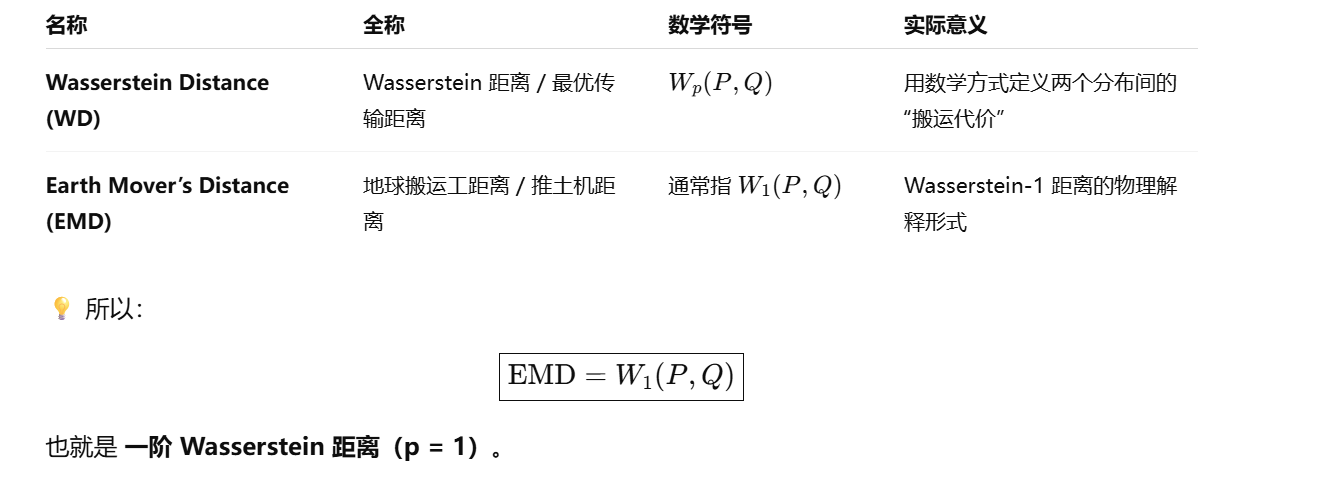 名称 全称 数学符号 实际意义
Wasserstein Distance Wasserstein 距离 / 最优传 W_p(P, Q) 用数学方式定义两个分布间的
(WD) 输距离 “搬运代价”
Earth Mover’s Distance 地球搬运工距离 / 推土机距 通常指 W_1(P, Q) Wasserstein-1 距离的物理解
(EMD) 离 释形式
💡 所以：
EMD = W_1(P, Q)
也就是 一阶 Wasserstein 距离（p = 1）。